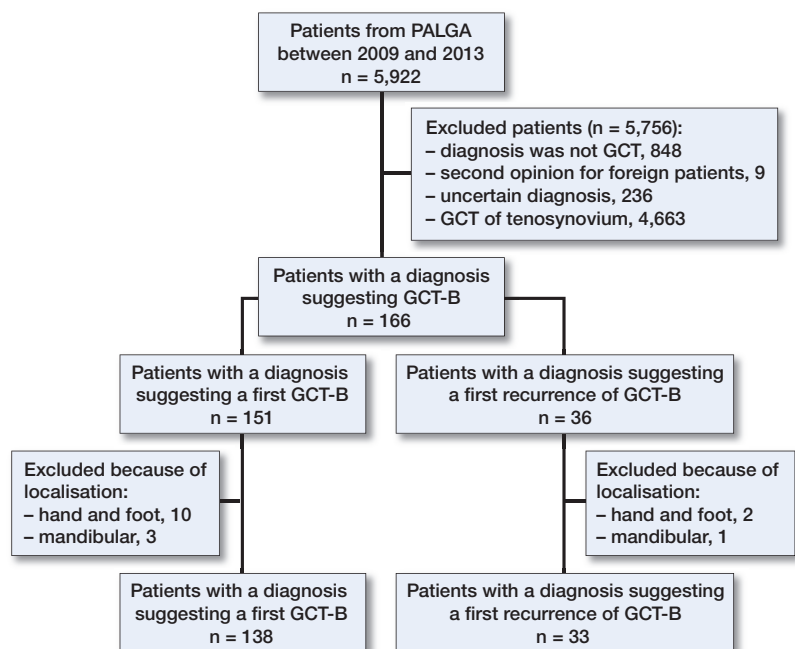 Patients from PALGA
between 2009 and 2013
n = 5,922
Excluded patients (n = 5,756):
– diagnosis was not GCT, 848
– second opinion for foreign patients, 9
– uncertain diagnosis, 236
– GCT of tenosynovium, 4,663
Patients with a diagnosis
suggesting GCT-B
n = 166
Patients with a diagnosis
suggesting a first GCT-B
n = 151
Patients with a diagnosis suggesting
a first recurrence of GCT-B
n = 36
Excluded because of
localisation:
– hand and foot, 10
– mandibular, 3
Excluded because of
localisation:
– hand and foot, 2
– mandibular, 1
Patients with a diagnosis
suggesting a first GCT-B
n = 138
Patients with a diagnosis suggesting
a first recurrence of GCT-B
n = 33